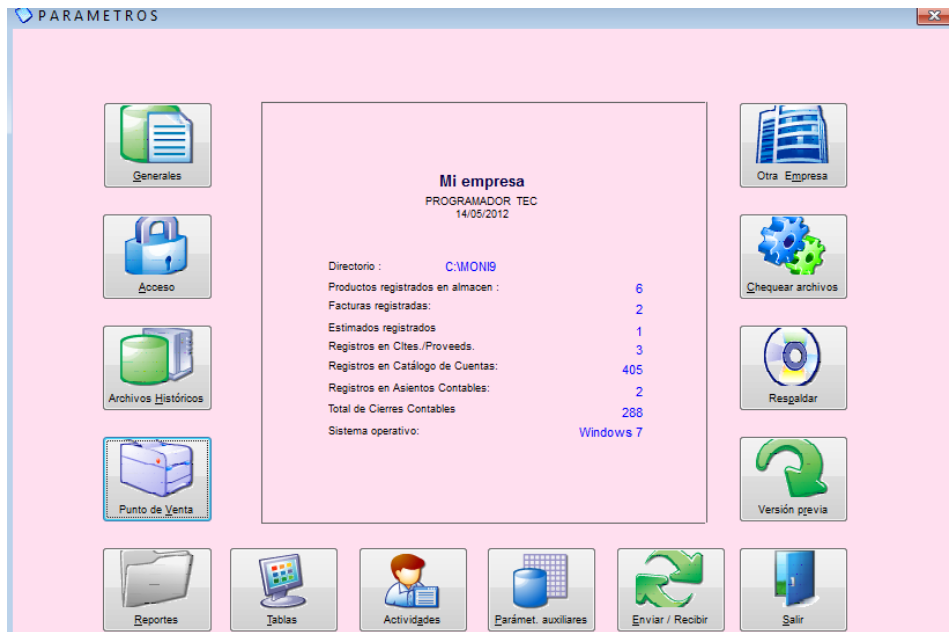 PARAMETROS
Generales
Acceso
Archivos Históricos
Punto de Venta
Mi empresa
PROGRAMADOR TEC
14/05/2012
Directorio : C:\MONI9
Productos registrados en almacen : 6
Facturas registradas: 2
Estimados registrados 1
Registros en Cltes./Proveeds. 3
Registros en Catálogo de Cuentas: 405
Registros en Asientos Contables: 2
Total de Cierres Contables 288
Sistema operativo: Windows 7
Otra Empresa
Chequear archivos
Respaldar
Versión previa
Reportes
Tablas
Actividades
Parámet. auxiliares
Enviar / Recibir
Salir